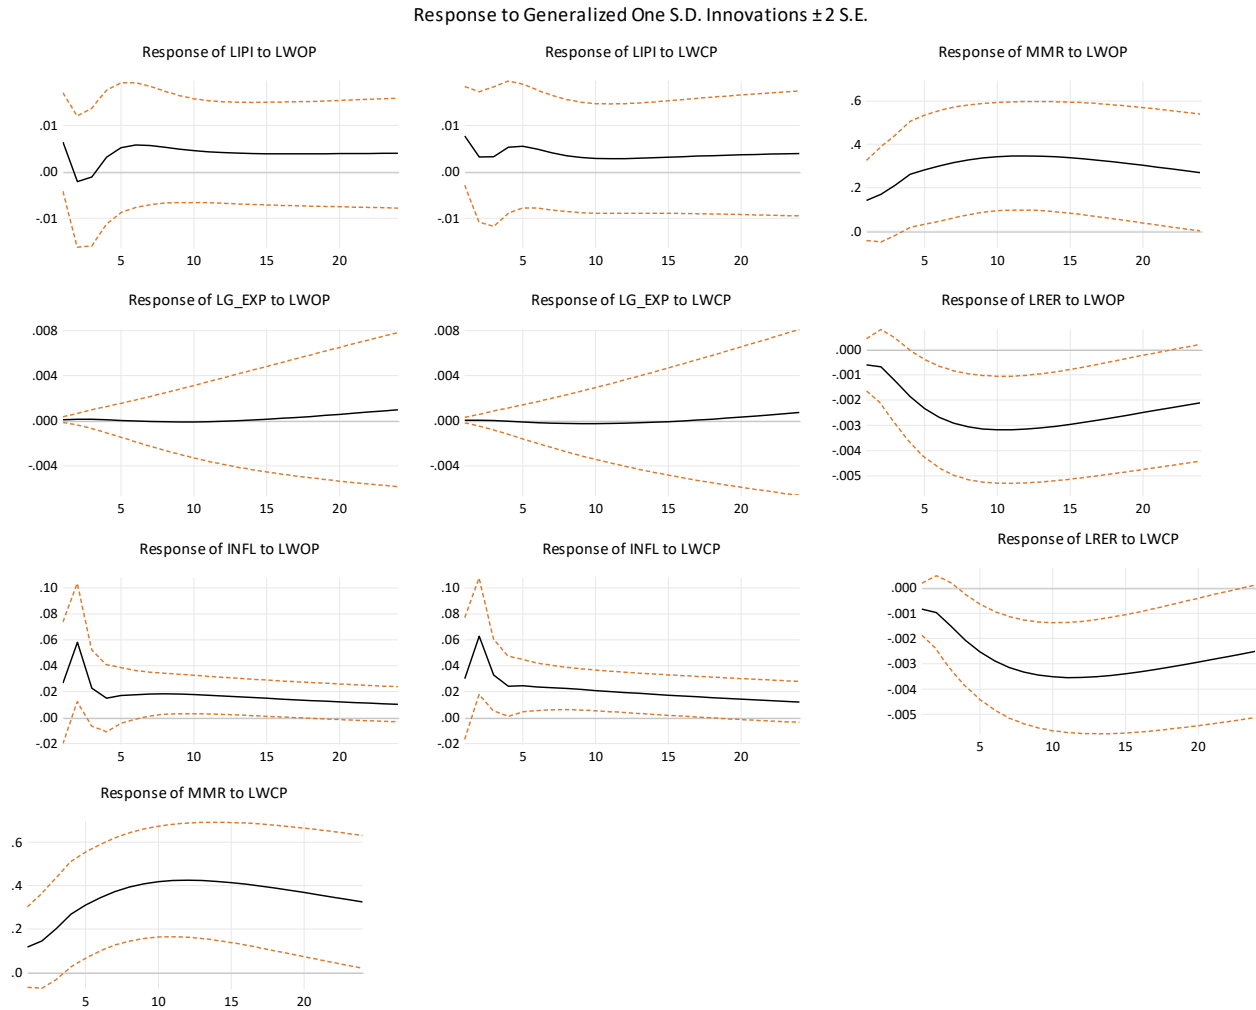 Response to Generalized One S.D. Innovations ± 2 S.E.
Response of LIPI to LWOP
.01
.00
-.01
5 10 15 20
Response of LIPI to LWCP
.01
.00
-.01
5 10 15 20
Response of MMR to LWOP
.6
.4
.2
.0
5 10 15 20
Response of LG_EXP to LWOP
.008
.004
.000
-.004
5 10 15 20
Response of LG_EXP to LWCP
.008
.004
.000
-.004
5 10 15 20
Response of LRER to LWOP
.000
-.001
-.002
-.003
-.004
-.005
5 10 15 20
Response of INFL to LWOP
.10
.08
.06
.04
.02
.00
-.02
5 10 15 20
Response of INFL to LWCP
.10
.08
.06
.04
.02
.00
-.02
5 10 15 20
Response of LRER to LWCP
.000
-.001
-.002
-.003
-.004
-.005
5 10 15 20
Response of MMR to LWCP
.6
.4
.2
.0
5 10 15 20